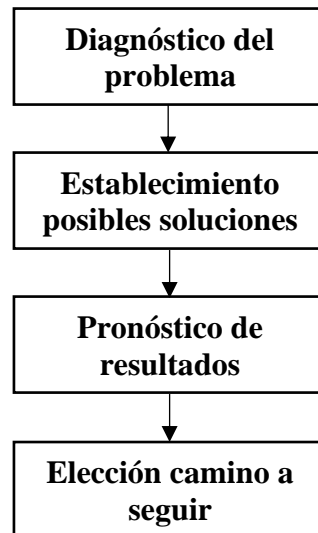 Diagnóstico del
problema
Establecimiento
posibles soluciones
Pronóstico de
resultados
Elección camino a
seguir